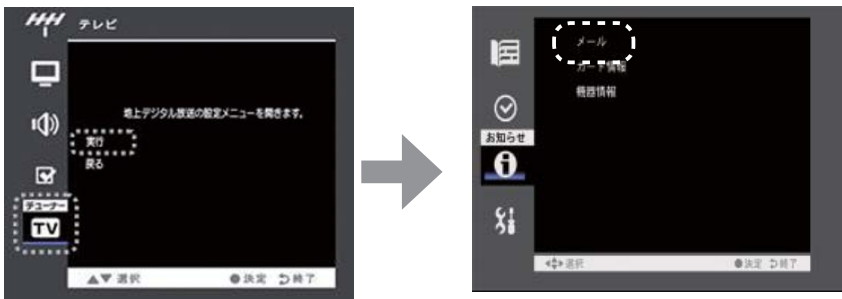 テレビ
地上デジタル放送の設定メニューを開きます。
実行
戻る
チューナー
TV
▲▼ 選択 ●決定 ⮌終了
メール
カード情報
機器情報
お知らせ
選択 ●決定 ⮌終了